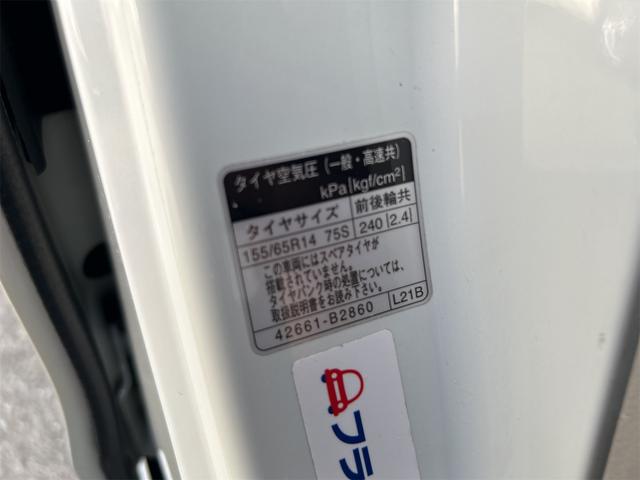 タイヤ空気圧（一般・高速共）
kPa[kgf/cm²]
タイヤサイズ 前後輪共
155/65R14 75S 240 [2.4]
この車両にはスペアタイヤが
搭載されていません。
タイヤパンク時の処置については、
取扱説明書をお読み下さい。
42661-B2860 L21B
フラ